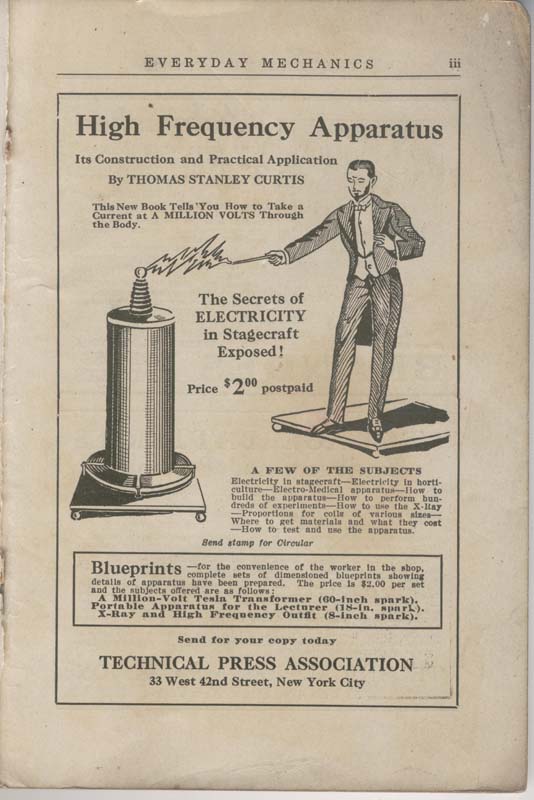 EVERYDAY MECHANICS iii
High Frequency Apparatus
Its Construction and Practical Application
By THOMAS STANLEY CURTIS
This New Book Tells You How to Take a
Current at A MILLION VOLTS Through
the Body.
The Secrets of
ELECTRICITY
in Stagecraft
Exposed!
Price $2.00 postpaid
A FEW OF THE SUBJECTS
Electricity in stagecraft—Electricity in horti-
culture—Electro-Medical apparatus—How to
build the apparatus—How to perform hun-
dreds of experiments—How to use the X-Ray
—Proportions for coils of various sizes—
Where to get materials and what they cost
—How to test and use the apparatus.
Send stamp for Circular
Blueprints —for the convenience of the worker in the shop,
complete sets of dimensioned blueprints showing
details of apparatus have been prepared. The price is $2.00 per set
and the subjects offered are as follows:
A Million-Volt Tesla Transformer (60-inch spark).
Portable Apparatus for the Lecturer (18-in. spark).
X-Ray and High Frequency Outfit (8-inch spark).
Send for your copy today
TECHNICAL PRESS ASSOCIATION
33 West 42nd Street, New York City